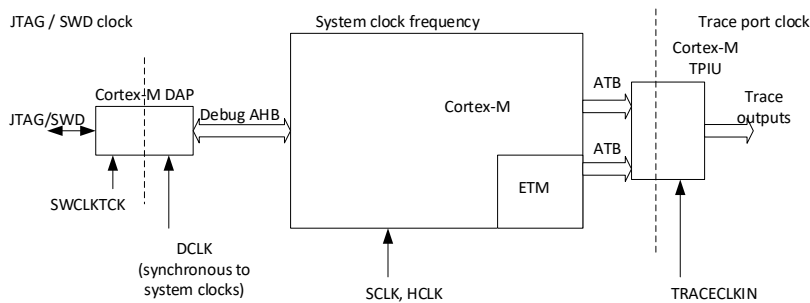 JTAG / SWD clock
System clock frequency
Trace port clock
Cortex-M
TPIU
Cortex-M DAP
JTAG/SWD
Debug AHB
Cortex-M
ATB
ATB
Trace
outputs
ETM
SWCLKTCK
DCLK
(synchronous to
system clocks)
SCLK, HCLK
TRACECLKIN